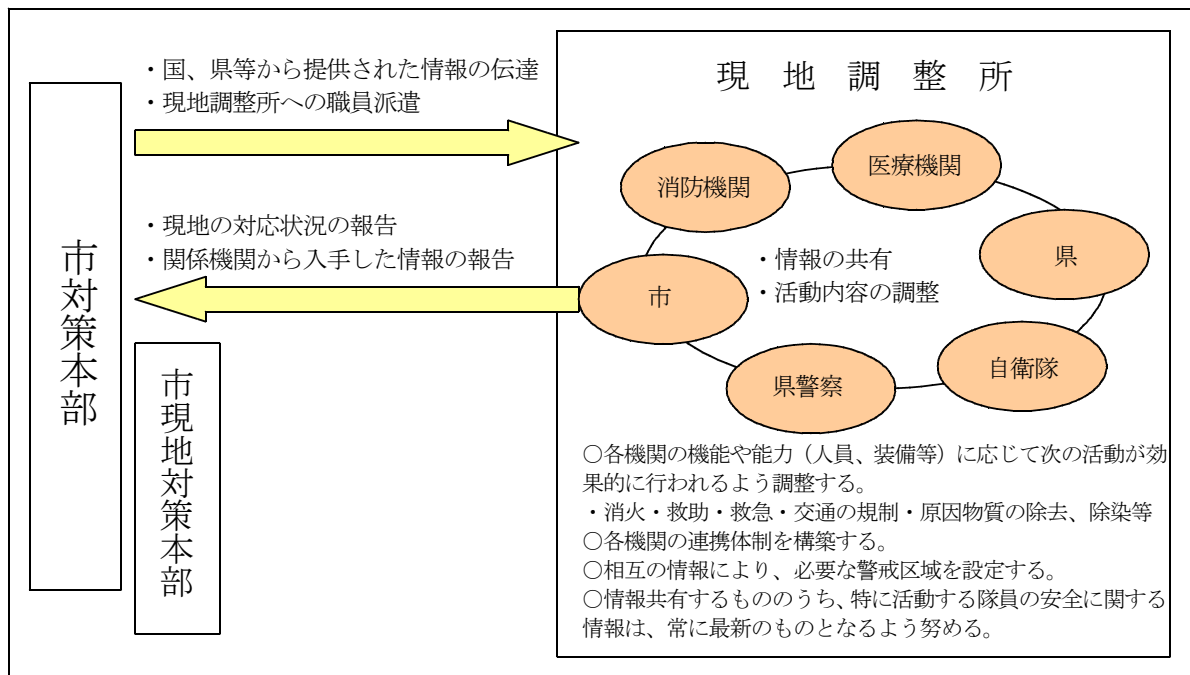 市対策本部
市現地対策本部
・国、県等から提供された情報の伝達
・現地調整所への職員派遣
・現地の対応状況の報告
・関係機関から入手した情報の報告
現地調整所
消防機関
医療機関
県
自衛隊
県警察
市
・情報の共有
・活動内容の調整
○各機関の機能や能力（人員、装備等）に応じて次の活動が効
果的に行われるよう調整する。
・消火・救助・救急・交通の規制・原因物質の除去、除染等
○各機関の連携体制を構築する。
○相互の情報により、必要な警戒区域を設定する。
○情報共有するもののうち、特に活動する隊員の安全に関する
情報は、常に最新のものとなるよう努める。